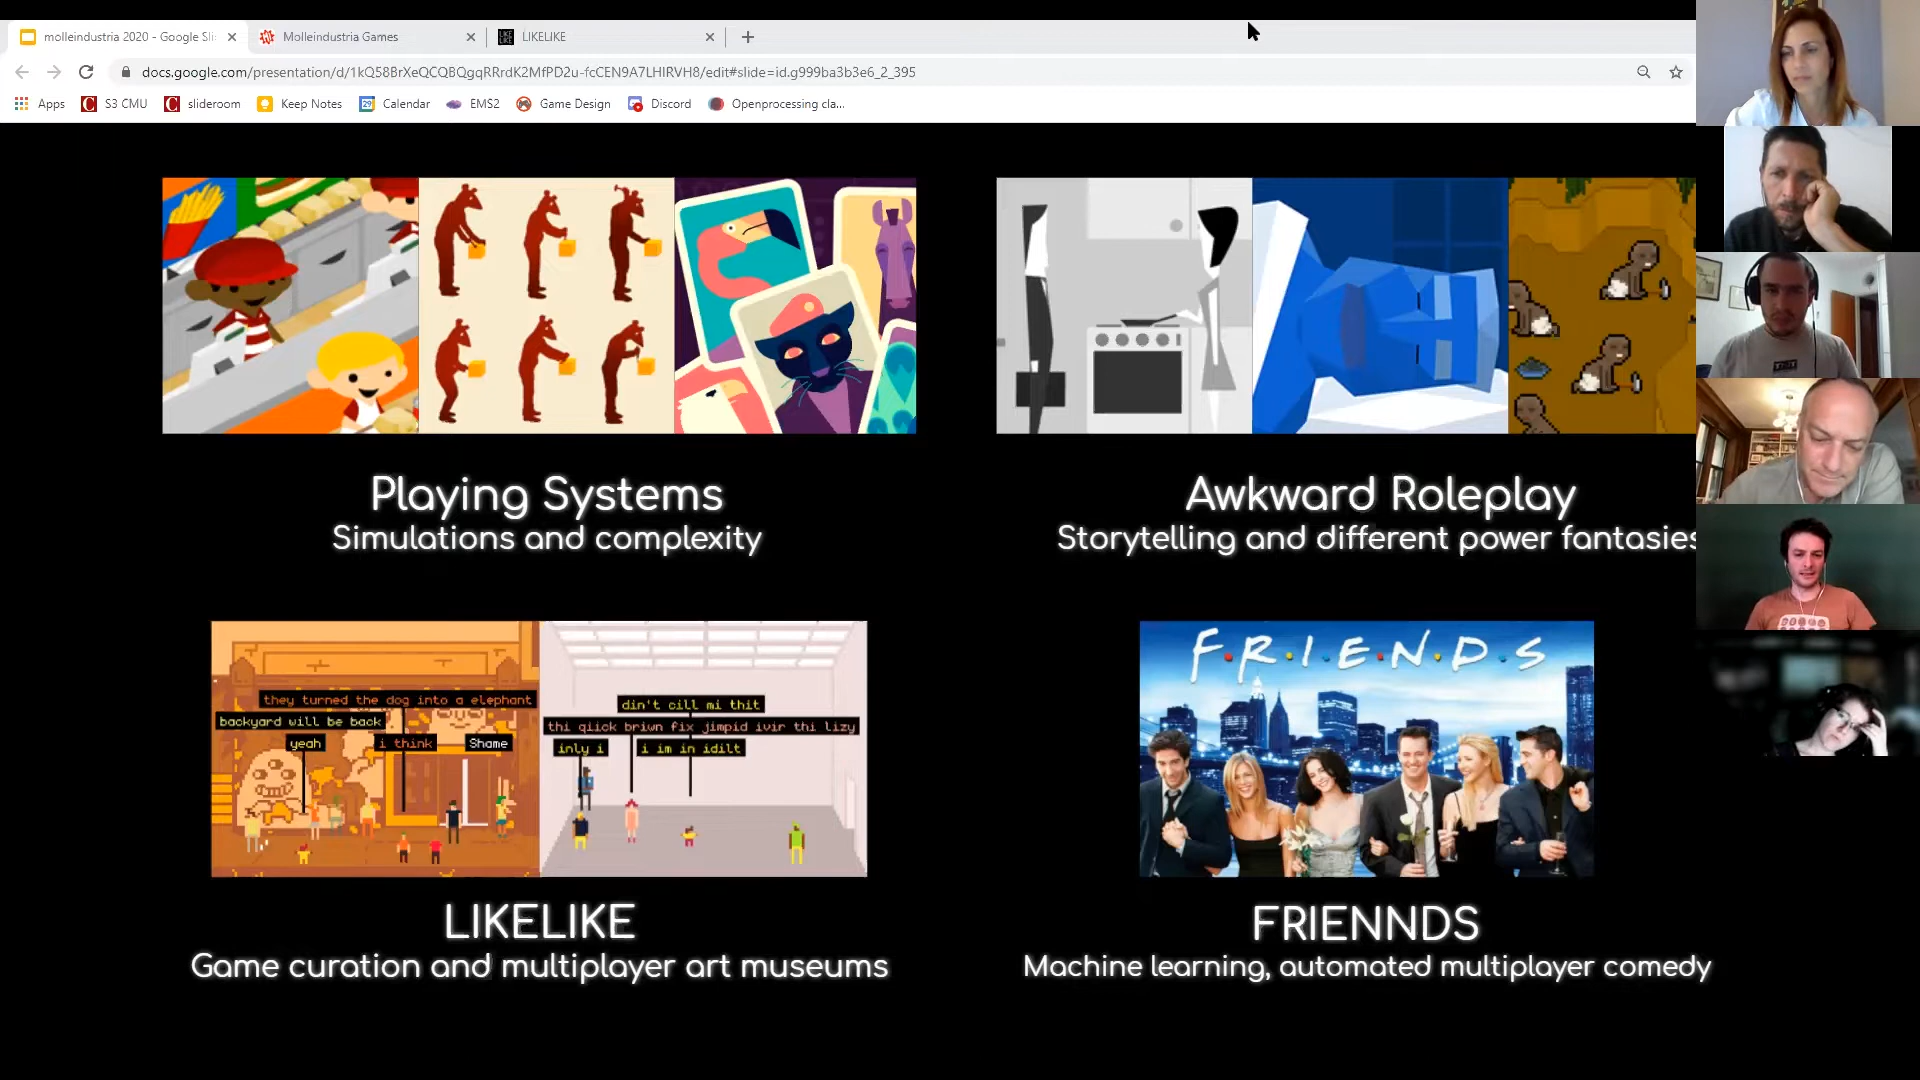 molleindustria 2020 - Google Sli
Molleindustria Games
LIKELIKE
docs.google.com/presentation/d/1kQ58BrXeQCQBQgqRRrdK2MfPD2u-fcCEN9A7LHIRVH8/edit#slide=id.g999ba3b3e6_2_395
Apps
S3 CMU
slideroom
Keep Notes
Calendar
EMS2
Game Design
Discord
Openprocessing cla...
Playing Systems
Simulations and complexity
Awkward Roleplay
Storytelling and different power fantasies
they turned the dog into a elephant
backyard will be back
yeah
i think
Shame
din't cill mi thit
thi qiick briwn fix jimpid ivir thi lizy
inly i
i im in idilt
F·R·I·E·N·D·S
LIKELIKE
Game curation and multiplayer art museums
FRIENNDS
Machine learning, automated multiplayer comedy